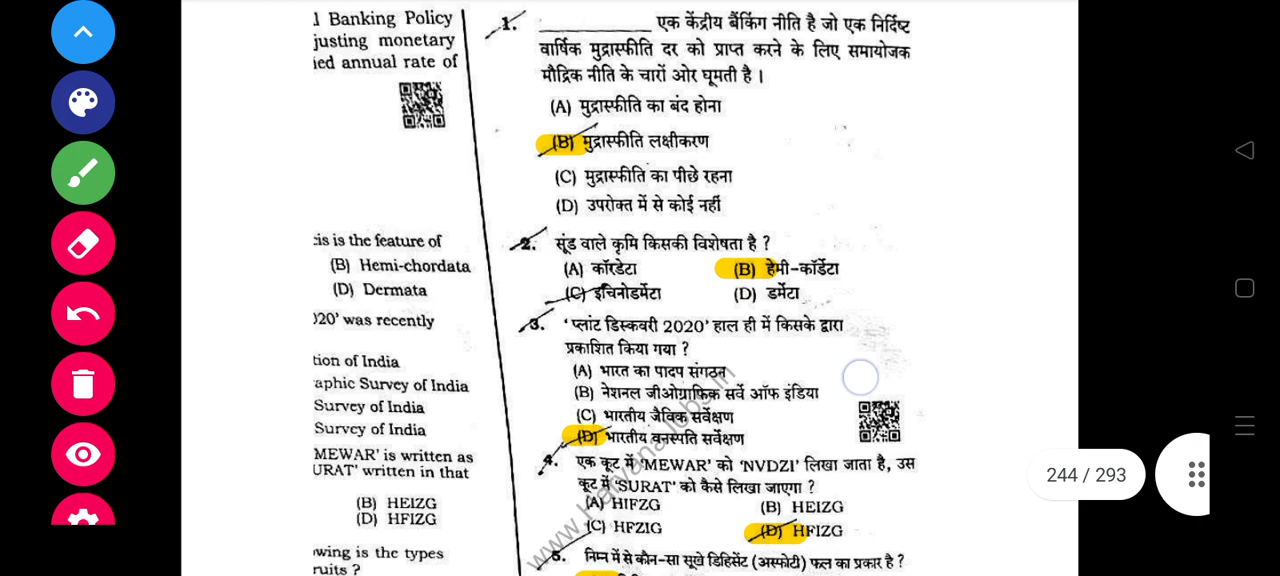 l Banking Policy
justing monetary
ied annual rate of
is is the feature of
(B) Hemi-chordata
(D) Dermata
020' was recently
tion of India
aphic Survey of India
Survey of India
Survey of India
MEWAR' is written as
URAT' written in that
(B) HEIZG
(D) HFIZG
owing is the types
ruits ?
1. ____________ एक केंद्रीय बैंकिंग नीति है जो एक निर्दिष्ट
वार्षिक मुद्रास्फीति दर को प्राप्त करने के लिए समायोजक
मौद्रिक नीति के चारों ओर घूमती है ।
(A) मुद्रास्फीति का बंद होना
(B) मुद्रास्फीति लक्षीकरण
(C) मुद्रास्फीति का पीछे रहना
(D) उपरोक्त में से कोई नहीं
2. सूंड वाले कृमि किसकी विशेषता है ?
(A) कॉरडेटा (B) हेमी-कॉर्डेटा
(C) इचिनोडर्मेटा (D) डर्मेटा
3. 'प्लांट डिस्कवरी 2020' हाल ही में किसके द्वारा
प्रकाशित किया गया ?
(A) भारत का पादप संगठन
(B) नेशनल जीओग्राफिक सर्वे ऑफ इंडिया
(C) भारतीय जैविक सर्वेक्षण
(D) भारतीय वनस्पति सर्वेक्षण
4. एक कूट में 'MEWAR' को 'NVDZI' लिखा जाता है, उस
कूट में 'SURAT' को कैसे लिखा जाएगा ?
(A) HIFZG (B) HEIZG
(C) HFZIG (D) HFIZG
5. निम्न में से कौन-सा सूखे डिहिसेंट (अस्फोटी) फल का प्रकार है ?
244 / 293